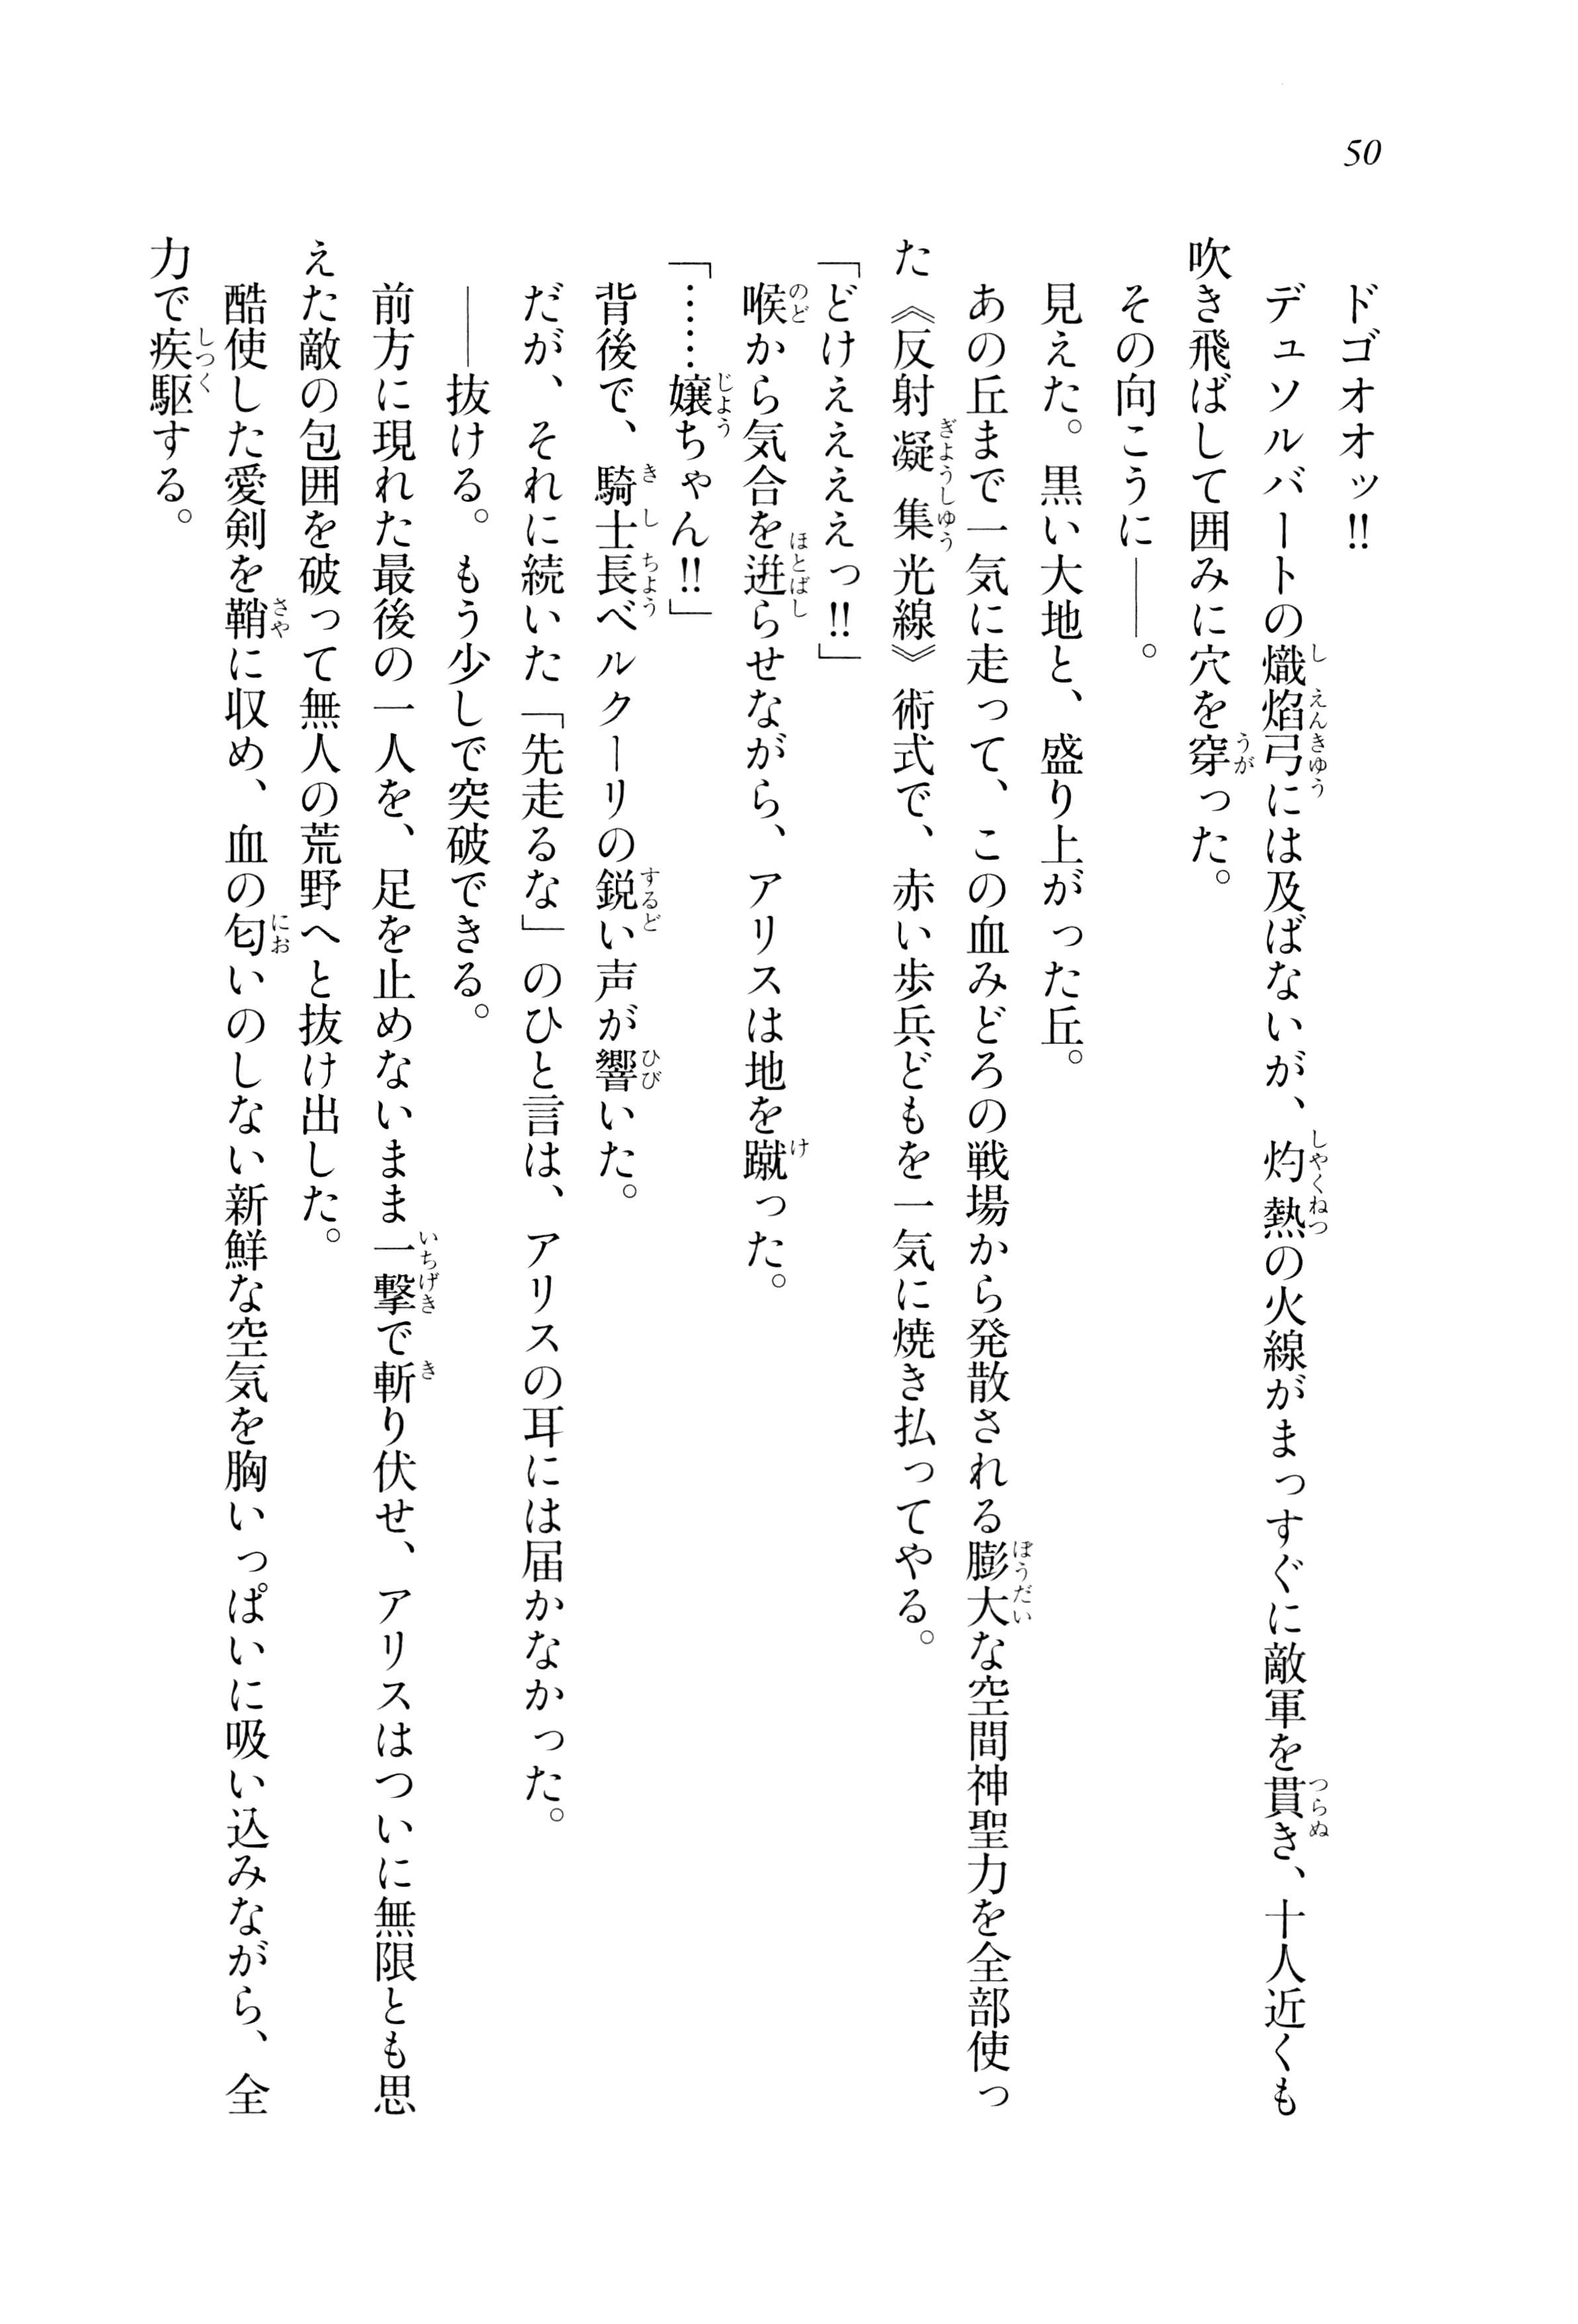 50
ドゴオオッ!!
デュソルバートの熾焔弓には及ばないが、灼熱の火線がまっすぐに敵軍を貫き、十人近くも
吹き飛ばして囲みに穴を穿った。
その向こうに――。
見えた。黒い大地と、盛り上がった丘。
あの丘まで一気に走って、この血みどろの戦場から発散される膨大な空間神聖力を全部使っ
た《反射凝集光線》術式で、赤い歩兵どもを一気に焼き払ってやる。
「どけえええっ!!」
喉から気合を迸らせながら、アリスは地を蹴った。
「……嬢ちゃん!!」
背後で、騎士長ベルクーリの鋭い声が響いた。
だが、それに続いた「先走るな」のひと言は、アリスの耳には届かなかった。
――抜ける。もう少しで突破できる。
前方に現れた最後の一人を、足を止めないまま一撃で斬り伏せ、アリスはついに無限とも思
えた敵の包囲を破って無人の荒野へと抜け出した。
酷使した愛剣を鞘に収め、血の匂いのしない新鮮な空気を胸いっぱいに吸い込みながら、全
力で疾駆する。